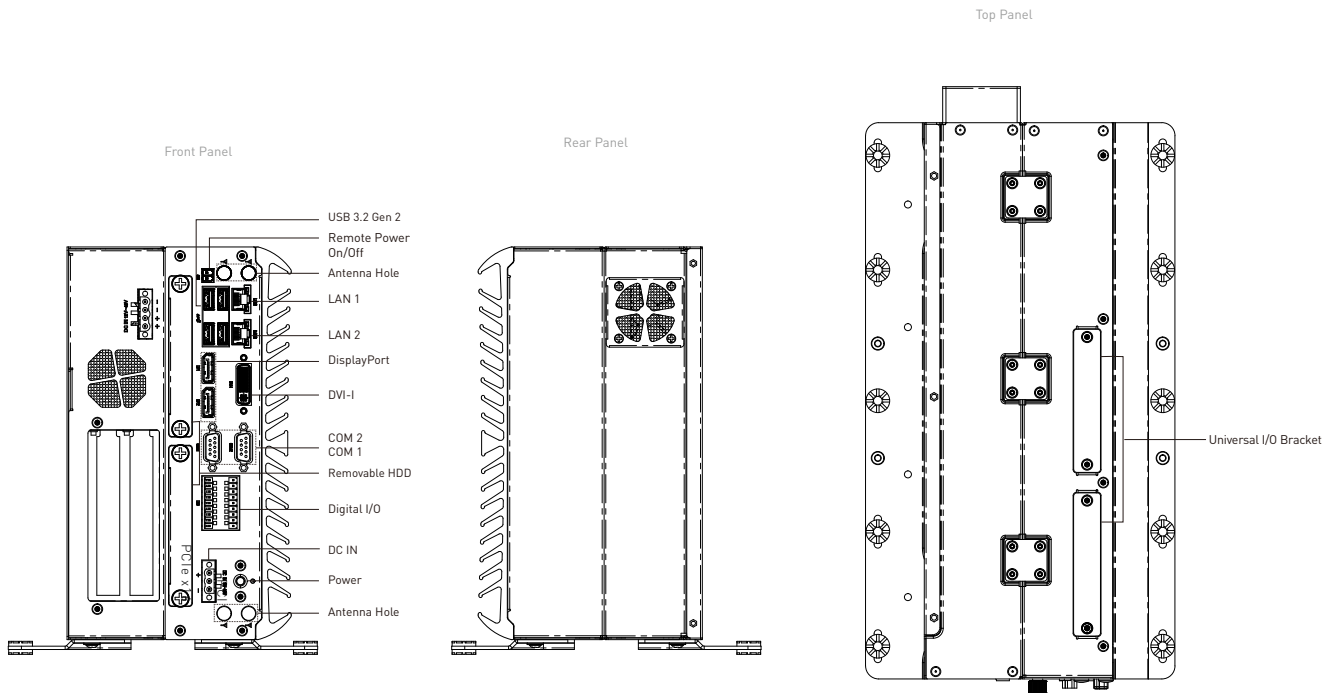 Top Panel
Front Panel
Rear Panel
USB 3.2 Gen 2
Remote Power
On/Off
Antenna Hole
LAN 1
LAN 2
DisplayPort
DVI-I
COM 2
COM 1
Removable HDD
Digital I/O
DC IN
Power
Antenna Hole
Universal I/O Bracket